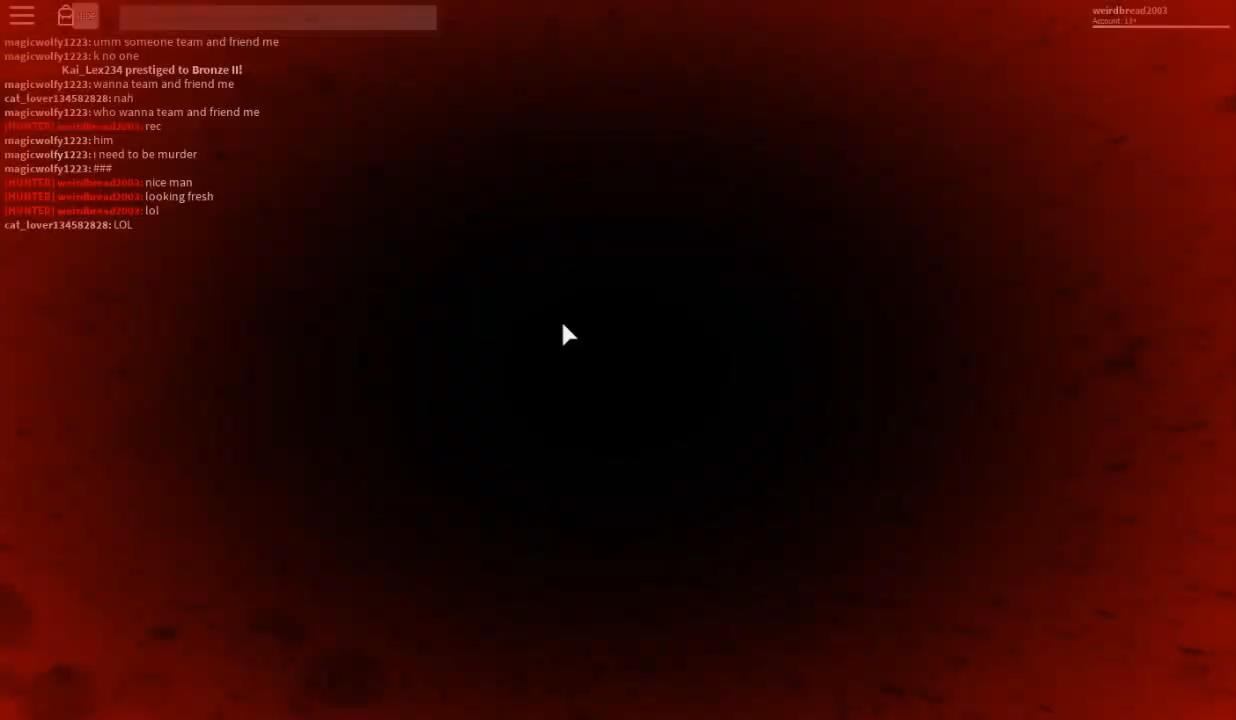 weirdbread2003
Account: 13+
magicwolfy1223: umm someone team and friend me
magicwolfy1223: k no one
Kai_Lex234 prestiged to Bronze II!
magicwolfy1223: wanna team and friend me
cat_lover134582828: nah
magicwolfy1223: who wanna team and friend me
[HUNTER] weirdbread2003: rec
magicwolfy1223: him
magicwolfy1223: i need to be murder
magicwolfy1223: ###
[HUNTER] weirdbread2003: nice man
[HUNTER] weirdbread2003: looking fresh
[HUNTER] weirdbread2003: lol
cat_lover134582828: LOL